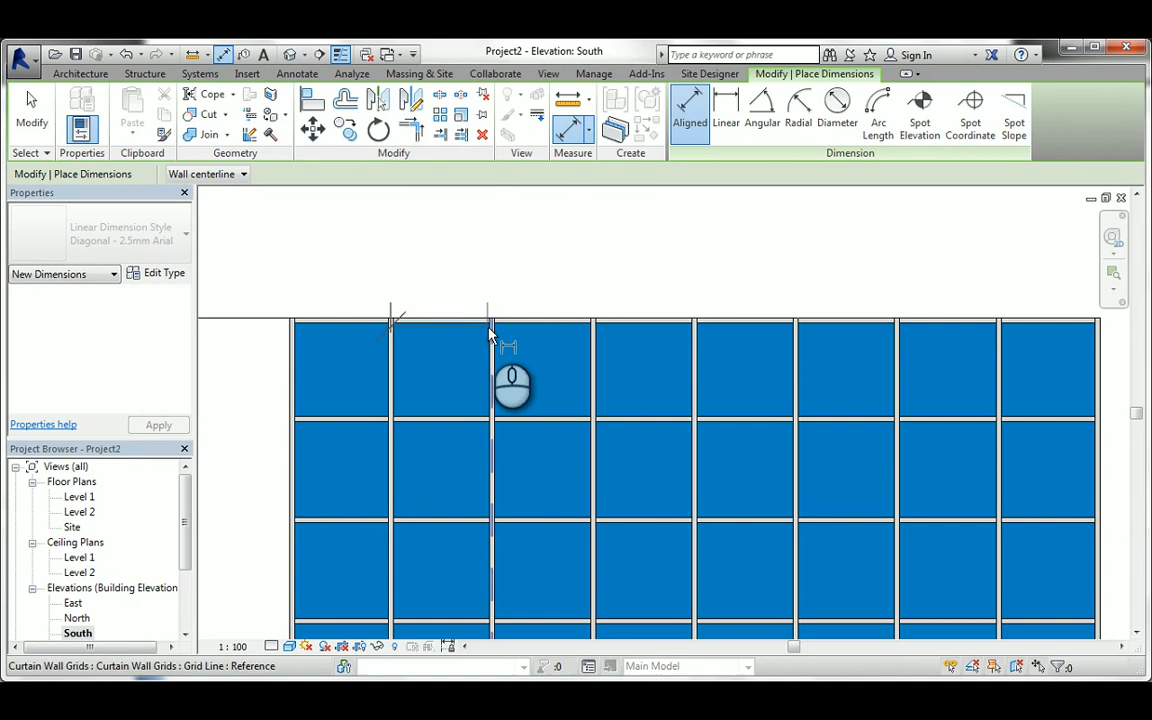 Project2 - Elevation: South
Type a keyword or phrase
Sign In
Architecture Structure Systems Insert Annotate Analyze Massing & Site Collaborate View Manage Add-Ins Site Designer Modify | Place Dimensions
Modify
Properties
Paste
Cope
Cut
Join
Aligned Linear Angular Radial Diameter Arc Length Spot Elevation Spot Coordinate Spot Slope
Select Properties Clipboard Geometry Modify View Measure Create Dimension
Modify | Place Dimensions Wall centerline
Properties
Linear Dimension Style
Diagonal - 2.5mm Arial
New Dimensions Edit Type
Properties help Apply
Project Browser - Project2
Views (all)
Floor Plans
Level 1
Level 2
Site
Ceiling Plans
Level 1
Level 2
Elevations (Building Elevation
East
North
South
1 : 100
Curtain Wall Grids : Curtain Wall Grids : Grid Line : Reference
:0
Main Model
:0